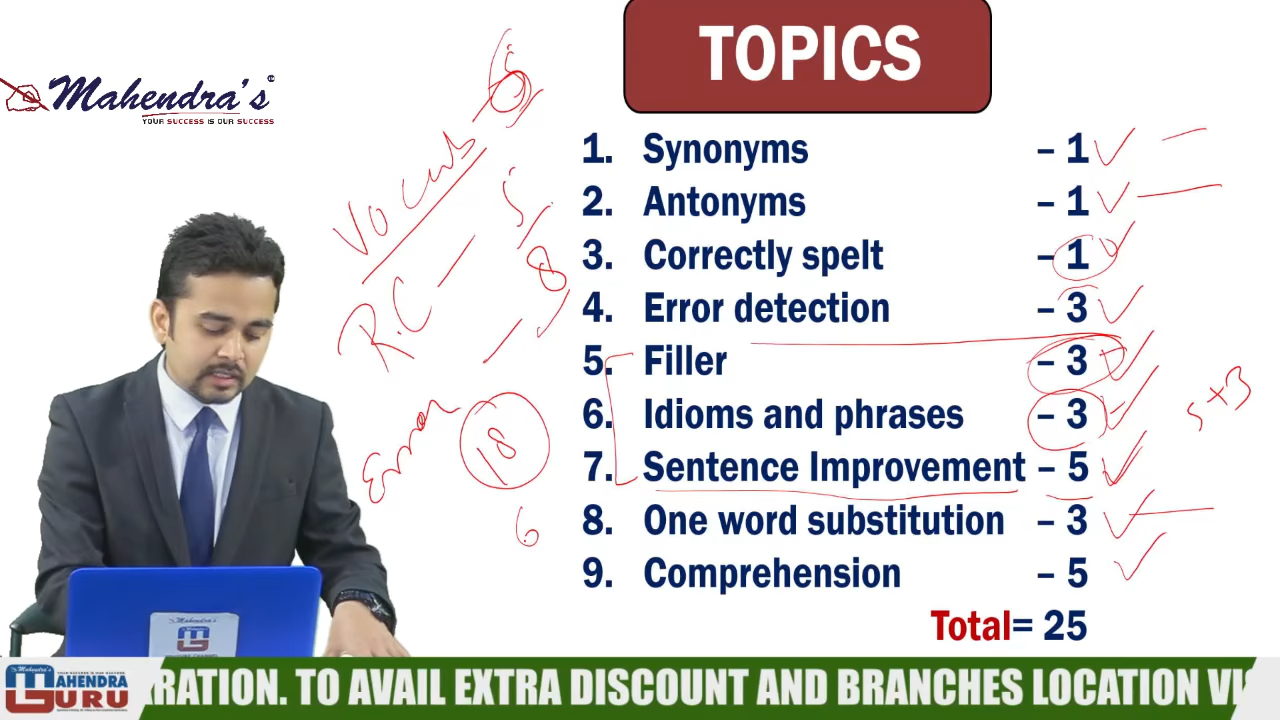 TOPICS
Mahendra's
YOUR SUCCESS IS OUR SUCCESS
1. Synonyms – 1
2. Antonyms – 1
3. Correctly spelt – 1
4. Error detection – 3
5. Filler – 3
6. Idioms and phrases – 3
7. Sentence Improvement – 5
8. One word substitution – 3
9. Comprehension – 5
Total= 25
Vocab
R.C – 5
Error – 8
18
6
5+3
MAHENDRA
GURU
RATION. TO AVAIL EXTRA DISCOUNT AND BRANCHES LOCATION VI